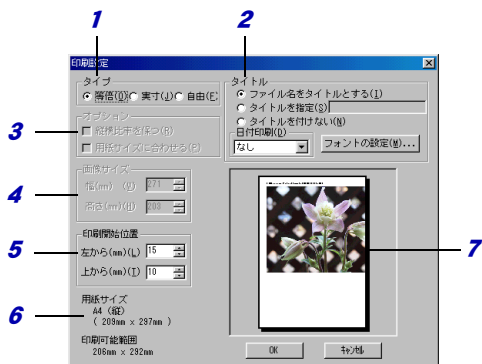 1
2
印刷設定
タイプ
等倍(O) 実寸(J) 自由(F)
タイトル
ファイル名をタイトルとする(I)
タイトルを指定(S)
タイトルを付けない(N)
日付印刷(D)
なし
フォントの設定(M)...
3
オプション
縦横比率を保つ(R)
用紙サイズに合わせる(P)
4
画像サイズ
幅(mm) (W) 271
高さ(mm)(H) 203
5
印刷開始位置
左から(mm)(L) 15
上から(mm)(T) 10
7
6
用紙サイズ
A4 (縦)
( 209mm x 297mm )
印刷可能範囲
206mm x 292mm
OK
キャンセル